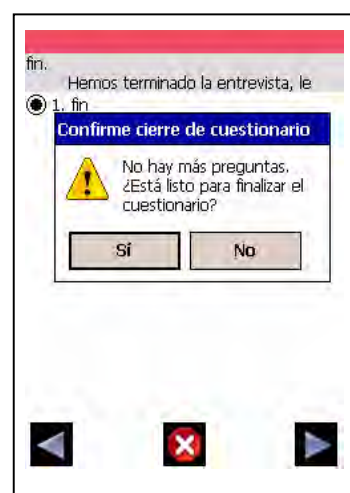 fin.
Hemos terminado la entrevista, le
1. fin
Confirme cierre de cuestionario
No hay más preguntas.
¿Está listo para finalizar el
cuestionario?
Sí No